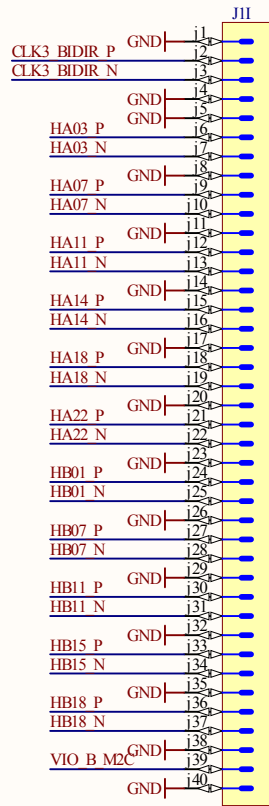 J1I
GND j1
CLK3_BIDIR_P j2
CLK3_BIDIR_N j3
GND j4
GND j5
HA03_P j6
HA03_N j7
GND j8
HA07_P j9
HA07_N j10
GND j11
HA11_P j12
HA11_N j13
GND j14
HA14_P j15
HA14_N j16
GND j17
HA18_P j18
HA18_N j19
GND j20
HA22_P j21
HA22_N j22
GND j23
HB01_P j24
HB01_N j25
GND j26
HB07_P j27
HB07_N j28
GND j29
HB11_P j30
HB11_N j31
GND j32
HB15_P j33
HB15_N j34
GND j35
HB18_P j36
HB18_N j37
GND j38
VIO_B_M2C j39
GND j40